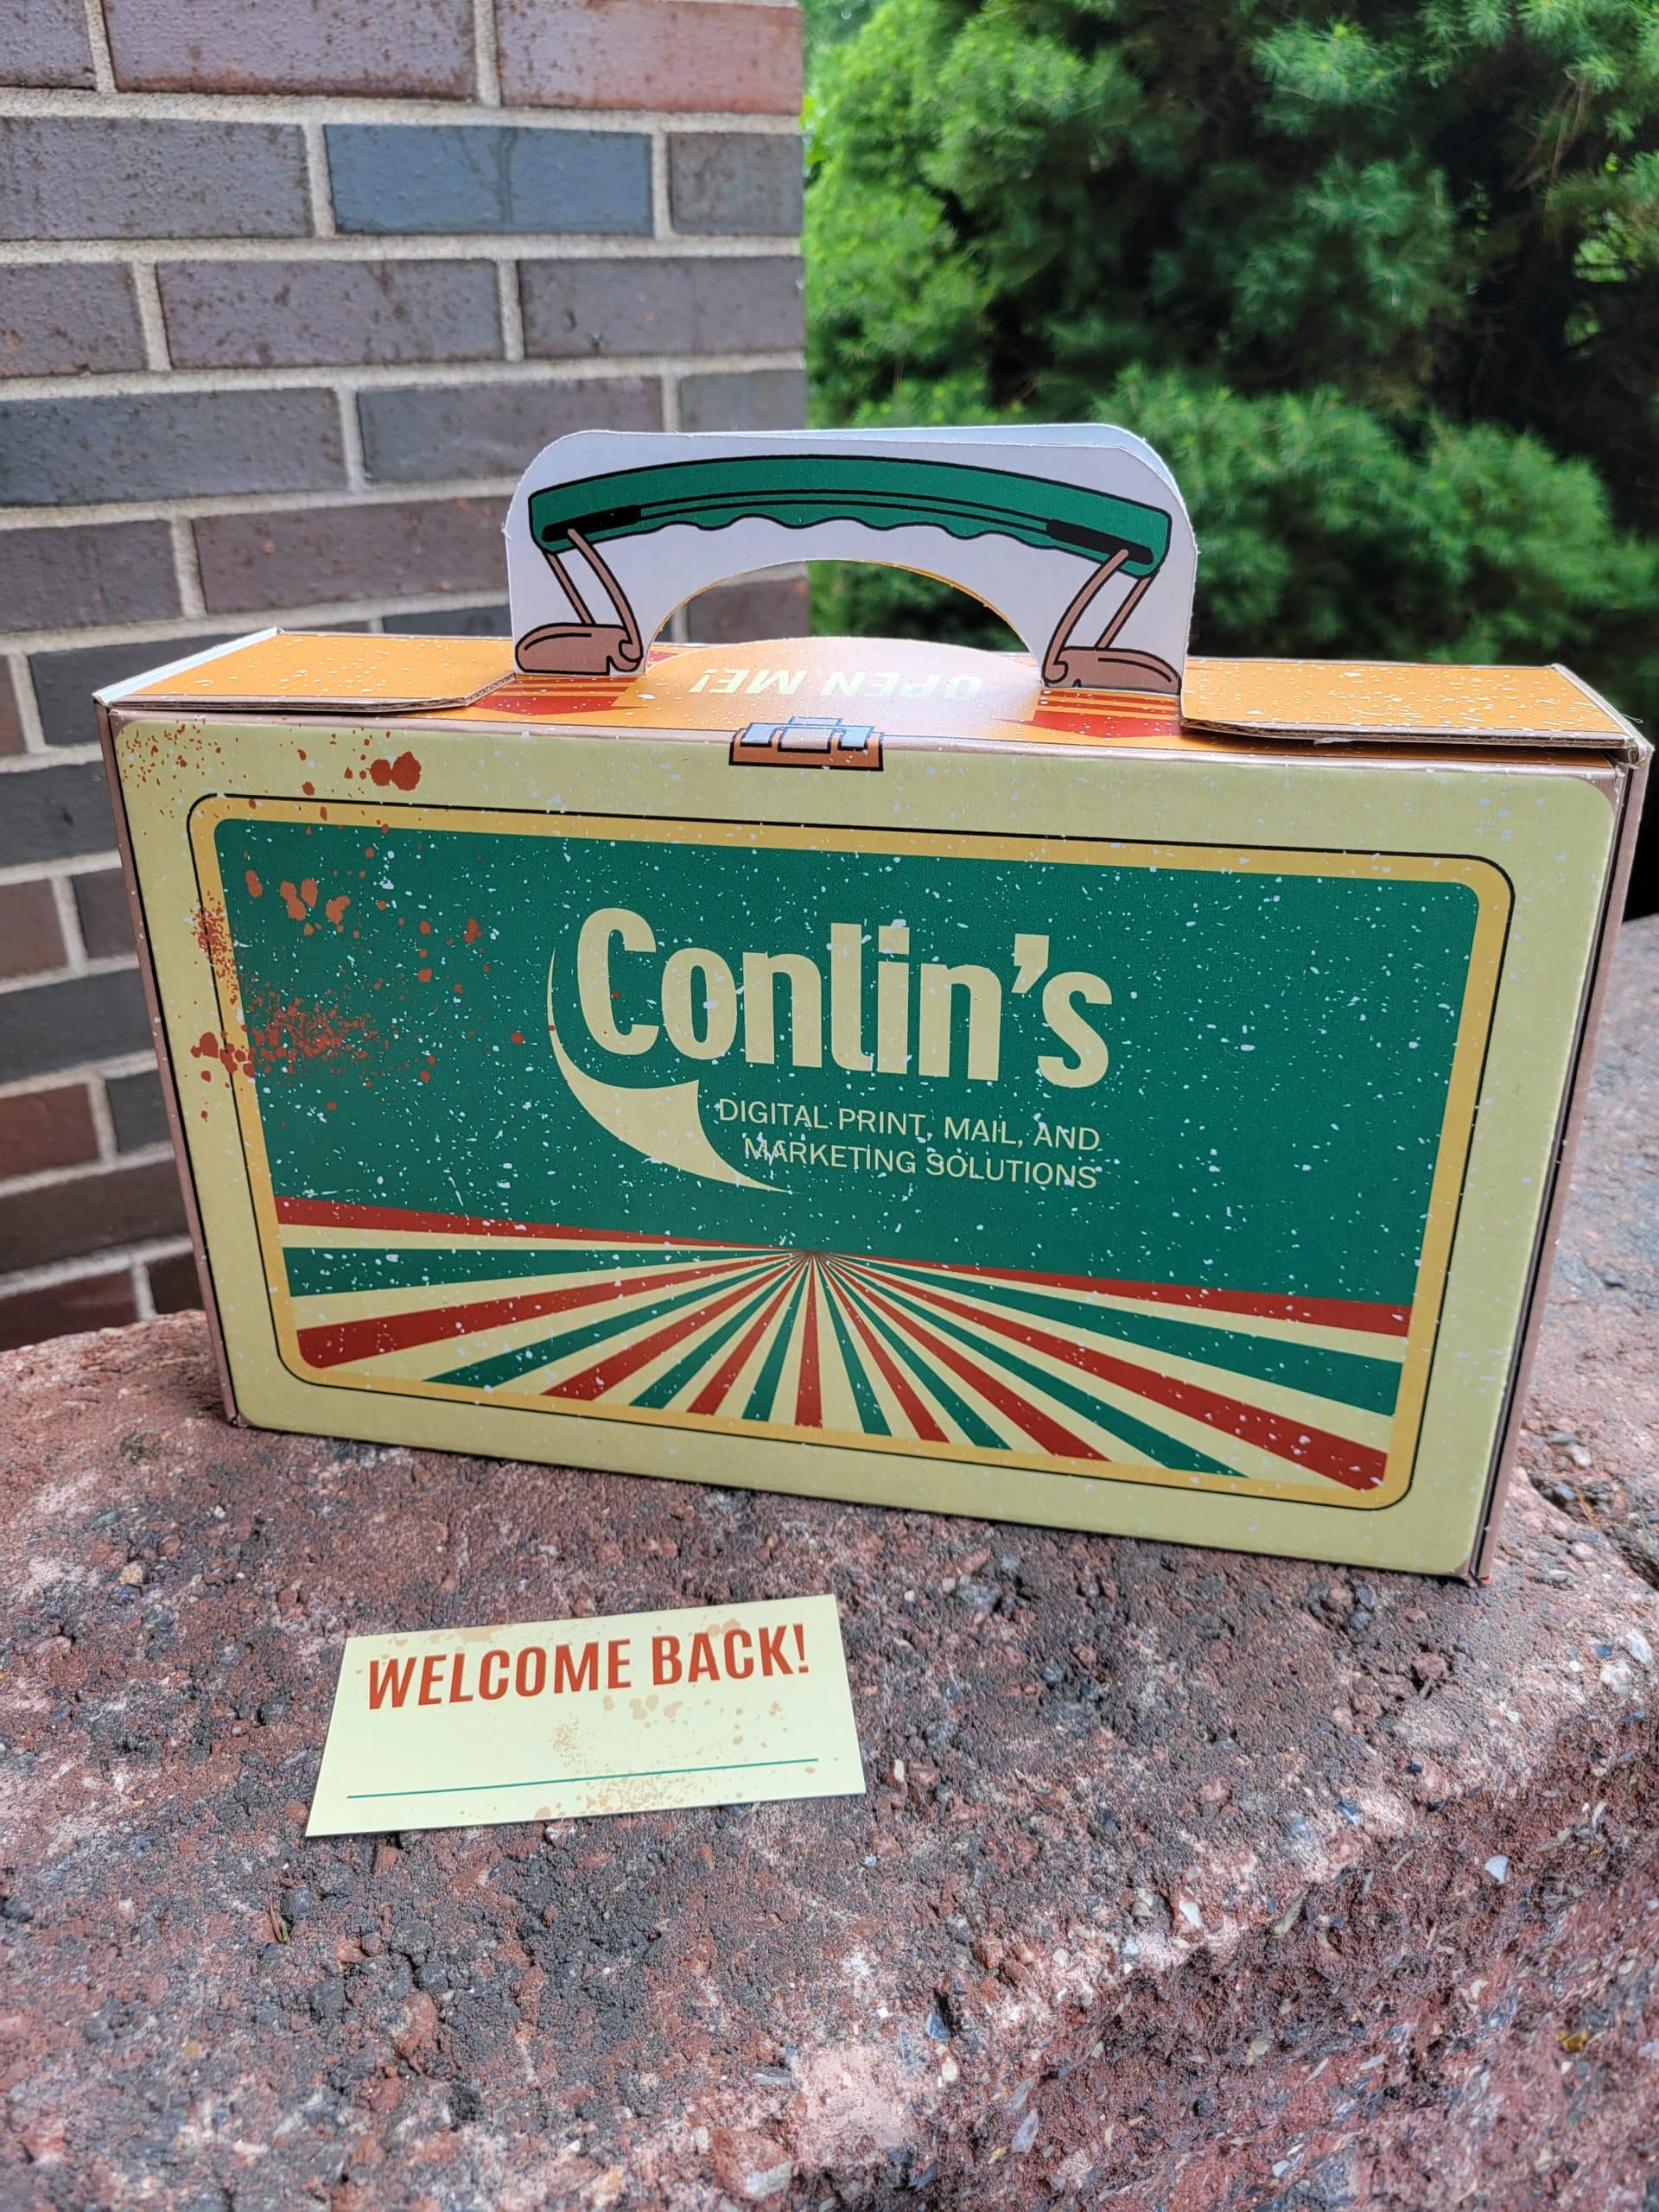 OPEN ME!
Conlin's
DIGITAL PRINT, MAIL, AND
MARKETING SOLUTIONS
WELCOME BACK!